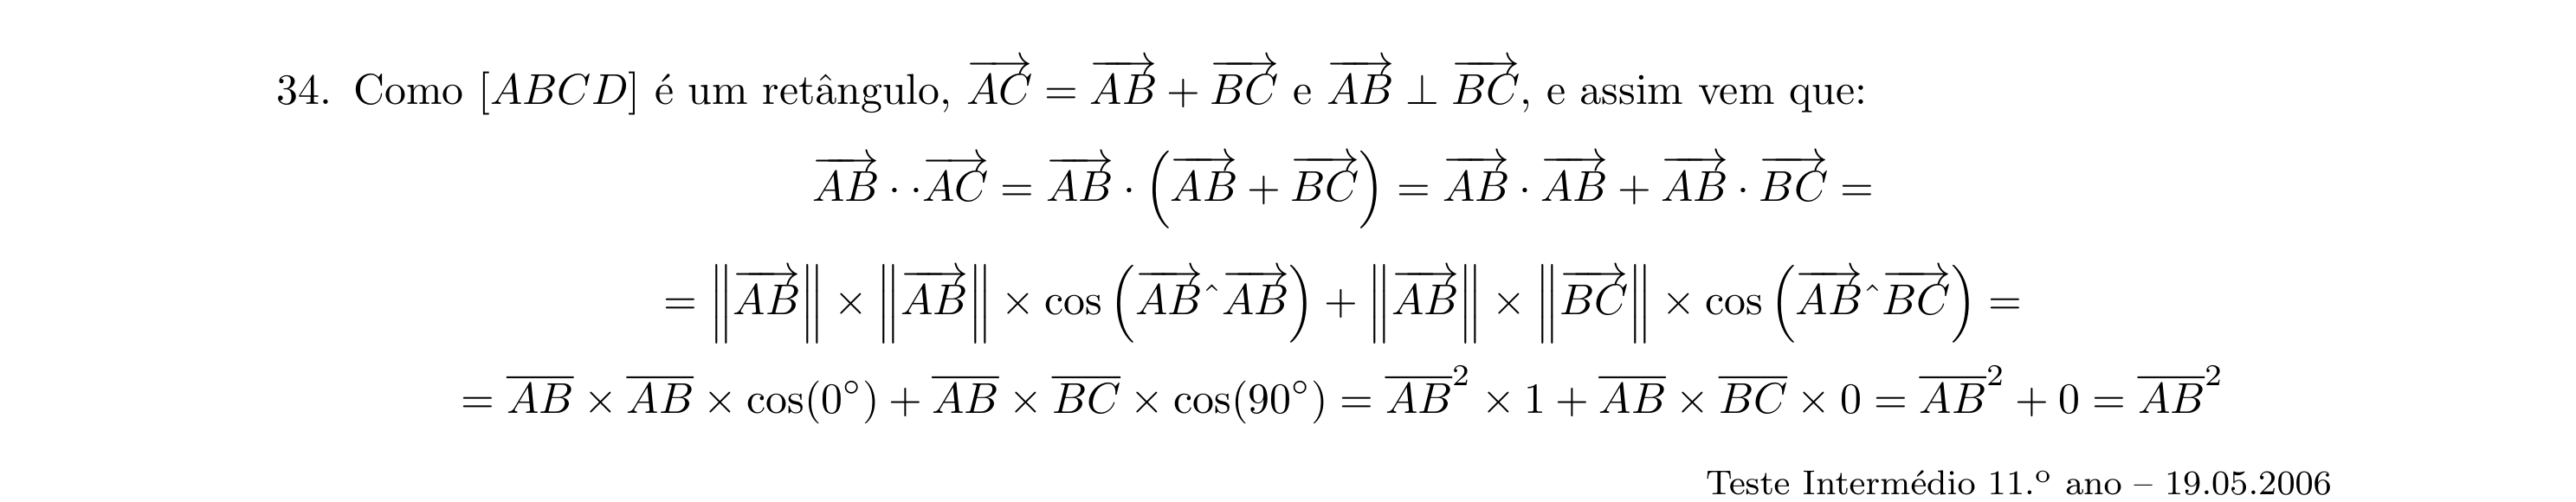 34. Como [ABCD] é um retângulo, $\overrightarrow{AC} = \overrightarrow{AB} + \overrightarrow{BC}$ e $\overrightarrow{AB} \perp \overrightarrow{BC}$, e assim vem que:
$\overrightarrow{AB} \cdot \cdot \overrightarrow{AC} = \overrightarrow{AB} \cdot \left(\overrightarrow{AB} + \overrightarrow{BC}\right) = \overrightarrow{AB} \cdot \overrightarrow{AB} + \overrightarrow{AB} \cdot \overrightarrow{BC} =$
$= \left\|\overrightarrow{AB}\right\| \times \left\|\overrightarrow{AB}\right\| \times \cos\left(\overrightarrow{AB} \hat{\ } \overrightarrow{AB}\right) + \left\|\overrightarrow{AB}\right\| \times \left\|\overrightarrow{BC}\right\| \times \cos\left(\overrightarrow{AB} \hat{\ } \overrightarrow{BC}\right) =$
$= \overline{AB} \times \overline{AB} \times \cos(0^\circ) + \overline{AB} \times \overline{BC} \times \cos(90^\circ) = \overline{AB}^2 \times 1 + \overline{AB} \times \overline{BC} \times 0 = \overline{AB}^2 + 0 = \overline{AB}^2$
Teste Intermédio 11.º ano – 19.05.2006